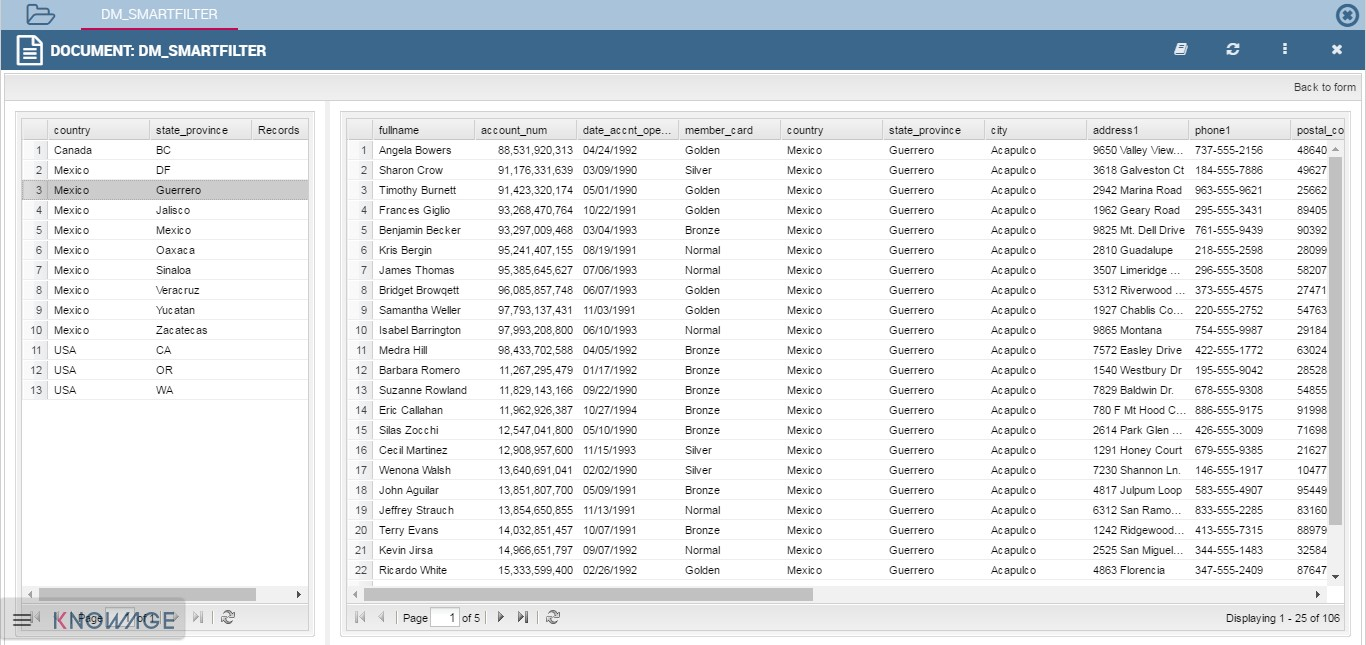 DM_SMARTFILTER
DOCUMENT: DM_SMARTFILTER
Back to form
country state_province Records
1 Canada BC
2 Mexico DF
3 Mexico Guerrero
4 Mexico Jalisco
5 Mexico Mexico
6 Mexico Oaxaca
7 Mexico Sinaloa
8 Mexico Veracruz
9 Mexico Yucatan
10 Mexico Zacatecas
11 USA CA
12 USA OR
13 USA WA
Page 1 of 1
KNOWAGE
fullname account_num date_accnt_ope... member_card country state_province city address1 phone1 postal_co
1 Angela Bowers 88,531,920,313 04/24/1992 Golden Mexico Guerrero Acapulco 9650 Valley View... 737-555-2156 48640
2 Sharon Crow 91,176,331,639 03/09/1990 Silver Mexico Guerrero Acapulco 3618 Galveston Ct 184-555-7886 49627
3 Timothy Burnett 91,423,320,174 05/01/1990 Golden Mexico Guerrero Acapulco 2942 Marina Road 963-555-9621 25662
4 Frances Giglio 93,268,470,764 10/22/1991 Golden Mexico Guerrero Acapulco 1962 Geary Road 295-555-3431 89405
5 Benjamin Becker 93,297,009,468 03/04/1993 Bronze Mexico Guerrero Acapulco 9825 Mt. Dell Drive 761-555-9439 90392
6 Kris Bergin 95,241,407,155 08/19/1991 Normal Mexico Guerrero Acapulco 2810 Guadalupe 218-555-2598 28099
7 James Thomas 95,385,645,627 07/06/1993 Normal Mexico Guerrero Acapulco 3507 Limeridge ... 296-555-3508 58207
8 Bridget Browqett 96,085,857,748 06/07/1993 Golden Mexico Guerrero Acapulco 5312 Riverwood ... 373-555-4575 27471
9 Samantha Weller 97,793,137,431 11/03/1991 Golden Mexico Guerrero Acapulco 1927 Chablis Co... 220-555-2752 54763
10 Isabel Barrington 97,993,208,800 06/10/1993 Normal Mexico Guerrero Acapulco 9865 Montana 754-555-9987 29184
11 Medra Hill 98,433,702,588 04/05/1992 Bronze Mexico Guerrero Acapulco 7572 Easley Drive 422-555-1772 63024
12 Barbara Romero 11,267,295,479 01/17/1992 Bronze Mexico Guerrero Acapulco 1540 Westbury Dr 195-555-9042 28528
13 Suzanne Rowland 11,829,143,166 09/22/1990 Bronze Mexico Guerrero Acapulco 7829 Baldwin Dr. 678-555-9308 54855
14 Eric Callahan 11,962,926,387 10/27/1994 Bronze Mexico Guerrero Acapulco 780 F Mt Hood C... 886-555-9175 91998
15 Silas Zocchi 12,547,041,800 05/10/1990 Bronze Mexico Guerrero Acapulco 2614 Park Glen ... 426-555-3009 71698
16 Cecil Martinez 12,908,957,600 11/15/1993 Silver Mexico Guerrero Acapulco 1291 Honey Court 679-555-9385 21627
17 Wenona Walsh 13,640,691,041 02/02/1990 Silver Mexico Guerrero Acapulco 7230 Shannon Ln. 146-555-1917 10477
18 John Aguilar 13,851,807,700 05/09/1991 Bronze Mexico Guerrero Acapulco 4817 Julpum Loop 583-555-4907 95449
19 Jeffrey Strauch 13,854,650,855 11/13/1991 Normal Mexico Guerrero Acapulco 6312 San Ramo... 833-555-2285 83160
20 Terry Evans 14,032,851,457 10/07/1991 Bronze Mexico Guerrero Acapulco 1242 Ridgewood... 413-555-7315 88979
21 Kevin Jirsa 14,966,651,797 09/07/1992 Normal Mexico Guerrero Acapulco 2525 San Miguel... 344-555-1483 32584
22 Ricardo White 15,333,599,400 02/26/1992 Golden Mexico Guerrero Acapulco 4863 Florencia 347-555-2409 87647
Page 1 of 5 Displaying 1 - 25 of 106